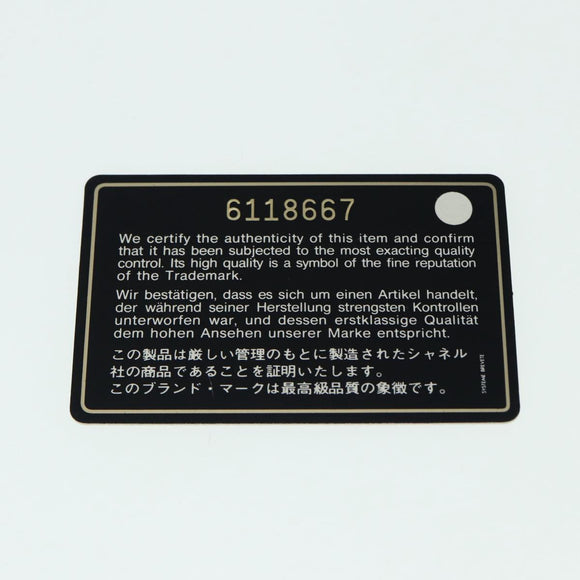 6118667
We certify the authenticity of this item and confirm
that it has been subjected to the most exacting quality
control. Its high quality is a symbol of the fine reputation
of the Trademark.
Wir bestätigen, dass es sich um einen Artikel handelt,
der während seiner Herstellung strengsten Kontrollen
unterworfen war, und dessen erstklassige Qualität
dem hohen Ansehen unserer Marke entspricht.
この製品は厳しい管理のもとに製造されたシャネル
社の商品であることを証明いたします。
このブランド・マークは最高級品質の象徴です。
SYSTEME BREVETE